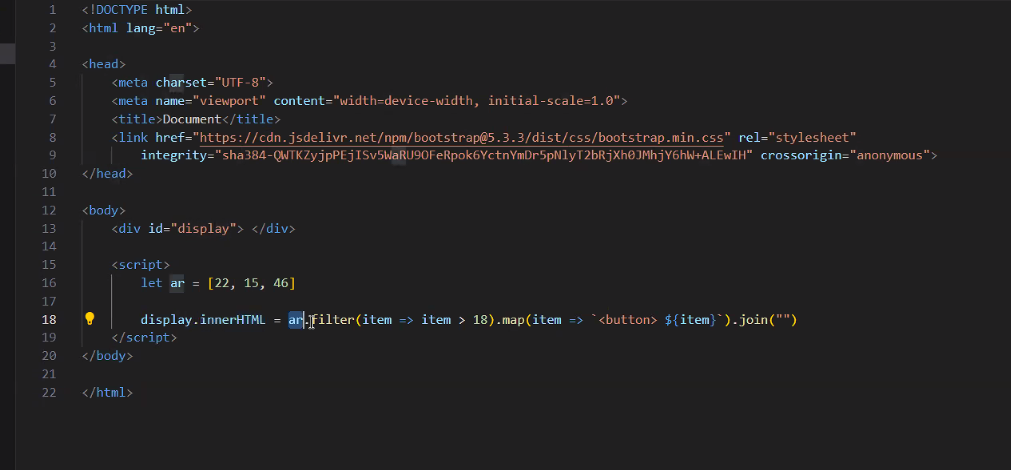 1 <!DOCTYPE html>
2 <html lang="en">
3
4 <head>
5 <meta charset="UTF-8">
6 <meta name="viewport" content="width=device-width, initial-scale=1.0">
7 <title>Document</title>
8 <link href="https://cdn.jsdelivr.net/npm/bootstrap@5.3.3/dist/css/bootstrap.min.css" rel="stylesheet"
9 integrity="sha384-QWTKZyjpPEjISv5WaRU9OFeRpok6YctnYmDr5pNlyT2bRjXh0JMhjY6hW+ALEwIH" crossorigin="anonymous">
10 </head>
11
12 <body>
13 <div id="display"> </div>
14
15 <script>
16 let ar = [22, 15, 46]
17
18 display.innerHTML = ar.filter(item => item > 18).map(item => `<button> ${item}`).join("")
19 </script>
20 </body>
21
22 </html>